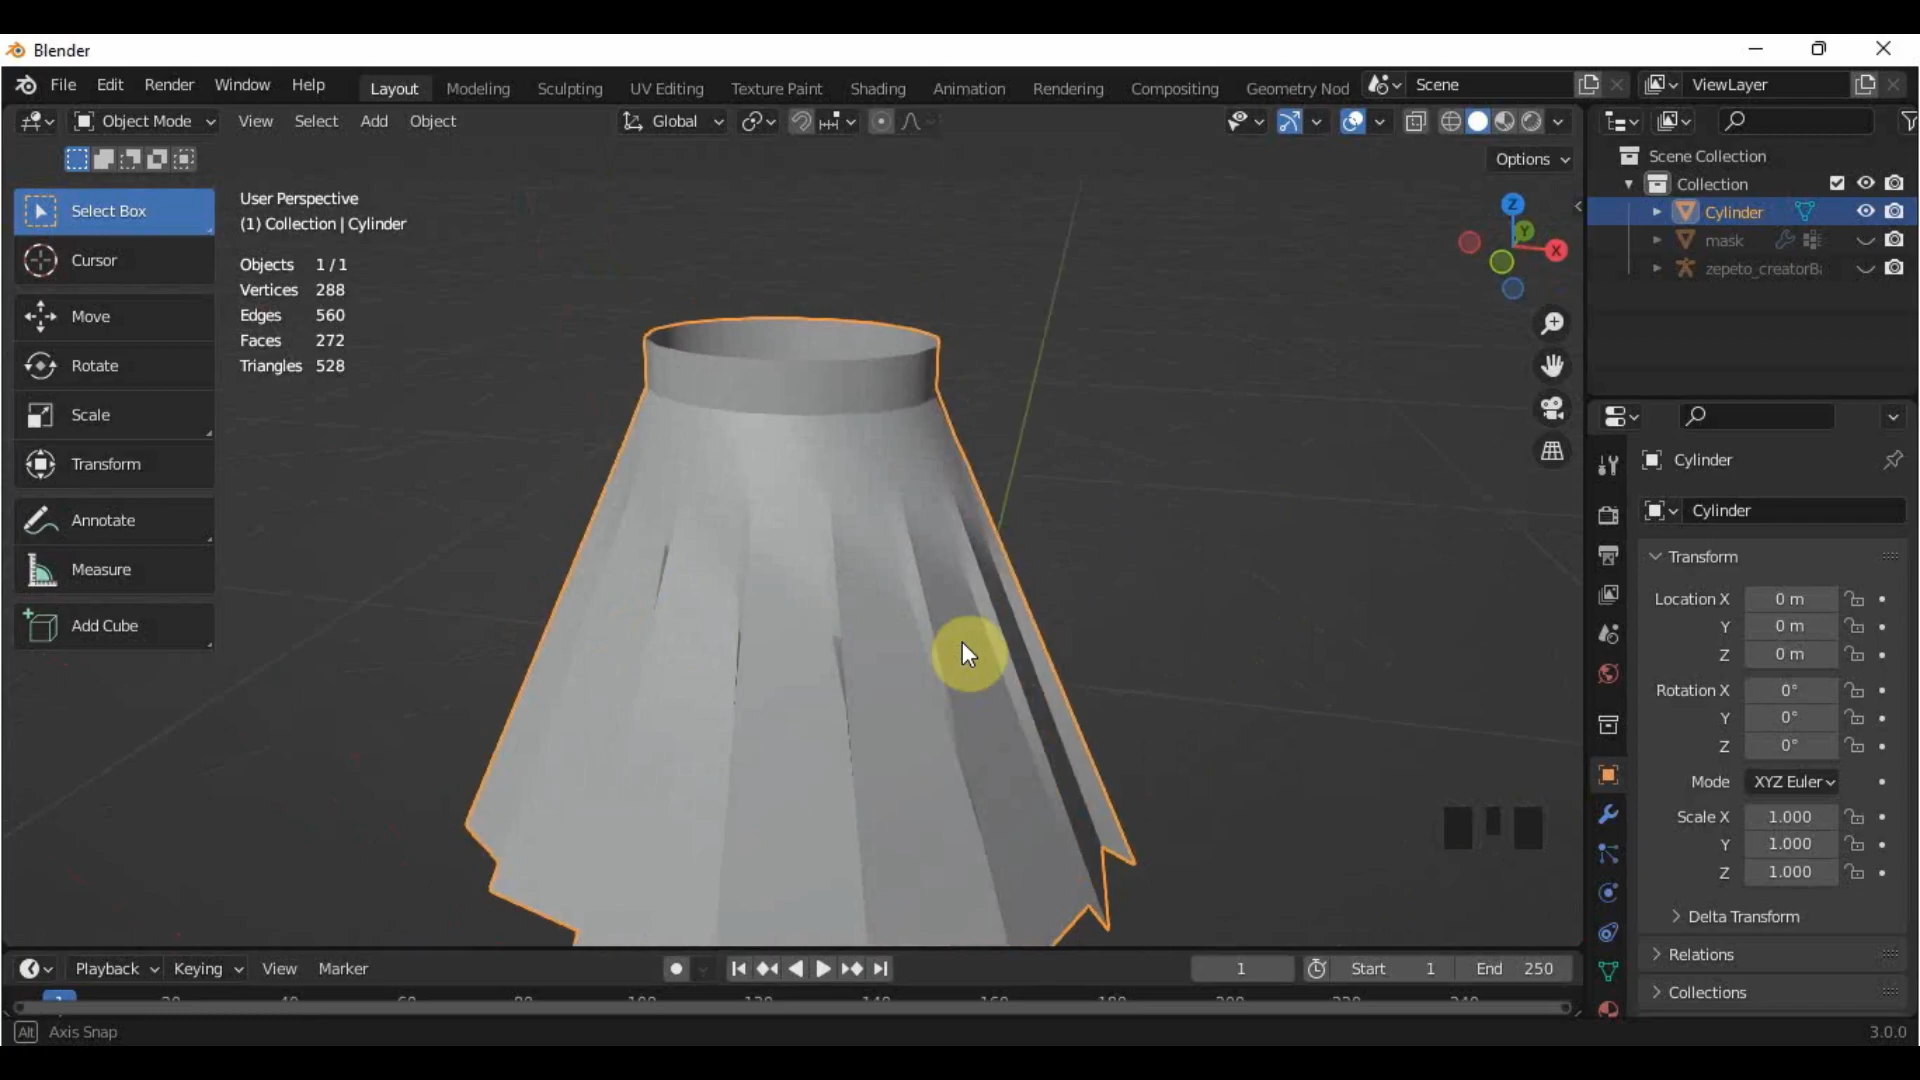 Blender
File Edit Render Window Help Layout Modeling Sculpting UV Editing Texture Paint Shading Animation Rendering Compositing Geometry Nod Scene ViewLayer
Object Mode View Select Add Object Global
Options
Scene Collection
Collection
Cylinder
mask
zepeto_creatorBa
Select Box
Cursor
Move
Rotate
Scale
Transform
Annotate
Measure
Add Cube
User Perspective
(1) Collection | Cylinder
Objects 1/1
Vertices 288
Edges 560
Faces 272
Triangles 528
Z
Y
X
Cylinder
Cylinder
Transform
Location X 0 m
Y 0 m
Z 0 m
Rotation X 0°
Y 0°
Z 0°
Mode XYZ Euler
Scale X 1.000
Y 1.000
Z 1.000
Delta Transform
Relations
Collections
Playback Keying View Marker 1 Start 1 End 250
Alt Axis Snap
3.0.0